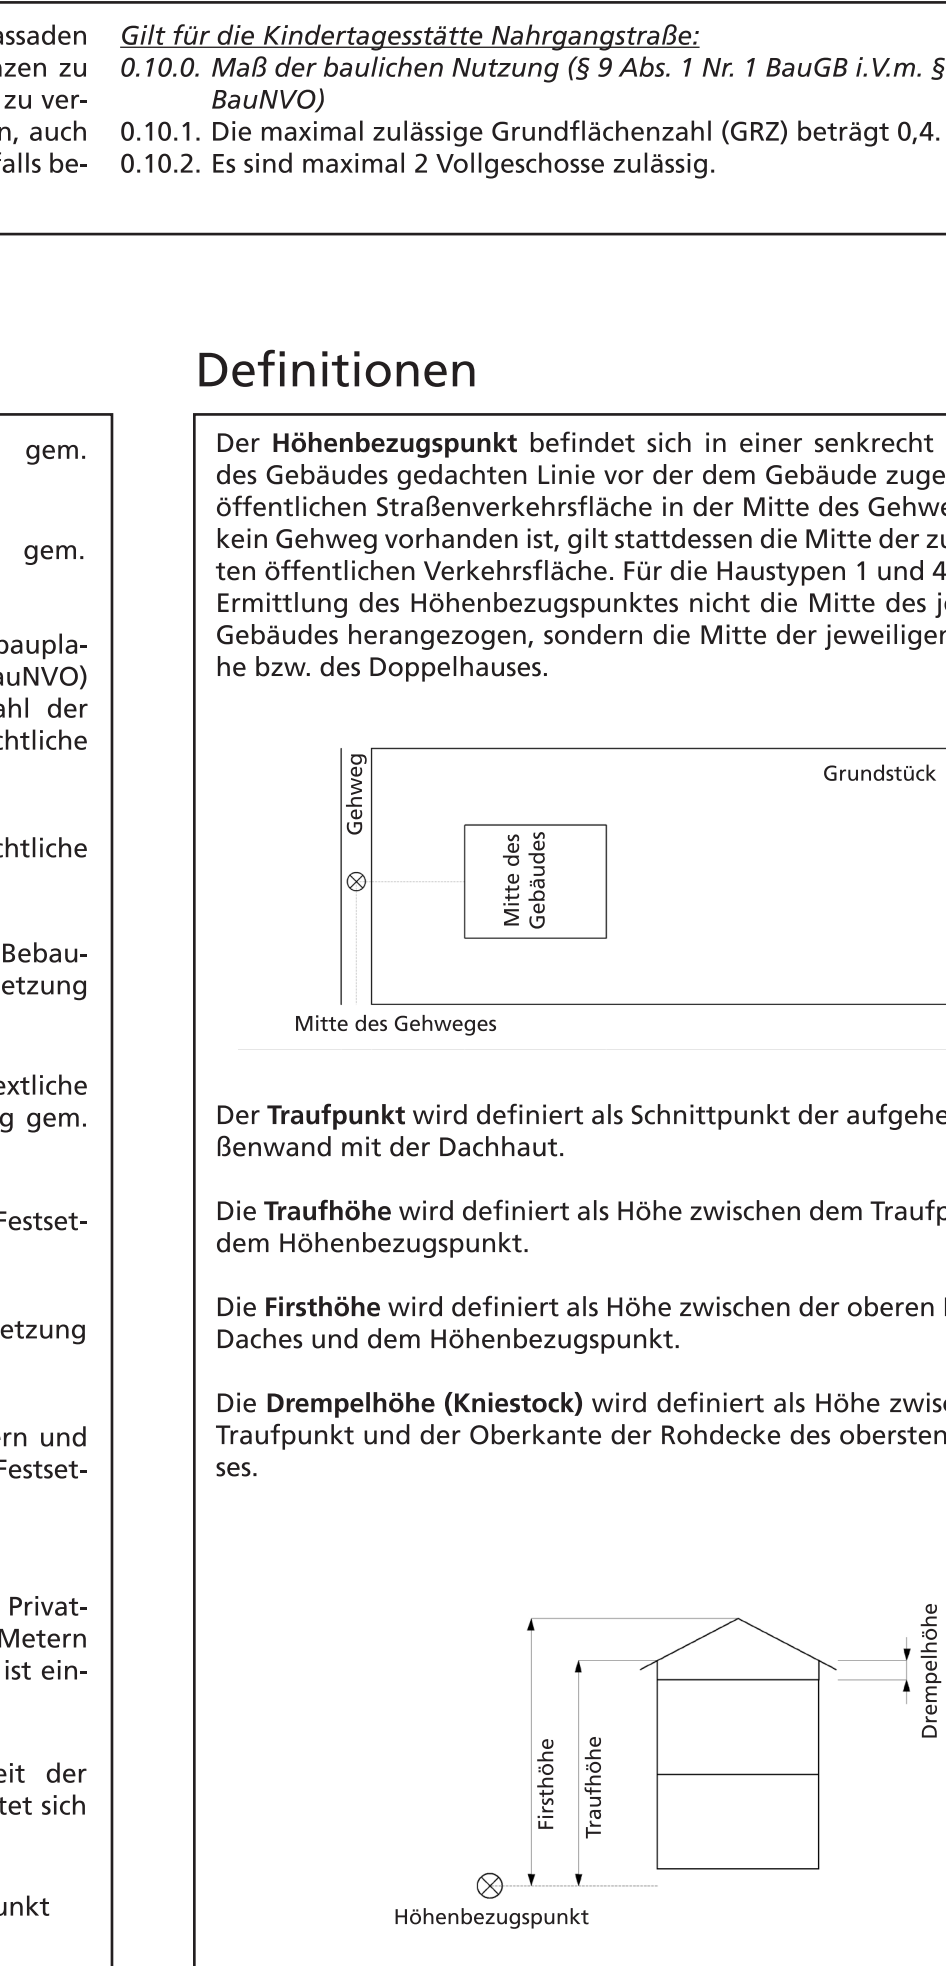 assaden
nzen zu
zu ver-
n, auch
falls be-
Gilt für die Kindertagesstätte Nahrgangstraße:
0.10.0. Maß der baulichen Nutzung (§ 9 Abs. 1 Nr. 1 BauGB i.V.m. §
BauNVO)
0.10.1. Die maximal zulässige Grundflächenzahl (GRZ) beträgt 0,4.
0.10.2. Es sind maximal 2 Vollgeschosse zulässig.
gem.
gem.
baupla-
auNVO)
ahl der
chtliche
chtliche
Bebau-
etzung
extliche
g gem.
Festset-
etzung
ern und
Festset-
Privat-
Metern
ist ein-
eit der
tet sich
unkt
Definitionen
Der Höhenbezugspunkt befindet sich in einer senkrecht
des Gebäudes gedachten Linie vor der dem Gebäude zuge
öffentlichen Straßenverkehrsfläche in der Mitte des Gehwe
kein Gehweg vorhanden ist, gilt stattdessen die Mitte der zu
ten öffentlichen Verkehrsfläche. Für die Haustypen 1 und 4
Ermittlung des Höhenbezugspunktes nicht die Mitte des je
Gebäudes herangezogen, sondern die Mitte der jeweiligen
he bzw. des Doppelhauses.
Gehweg
Grundstück
Mitte des
Gebäudes
Mitte des Gehweges
Der Traufpunkt wird definiert als Schnittpunkt der aufgehe
ßenwand mit der Dachhaut.
Die Traufhöhe wird definiert als Höhe zwischen dem Traufp
dem Höhenbezugspunkt.
Die Firsthöhe wird definiert als Höhe zwischen der oberen
Daches und dem Höhenbezugspunkt.
Die Drempelhöhe (Kniestock) wird definiert als Höhe zwisc
Traufpunkt und der Oberkante der Rohdecke des obersten
ses.
Drempelhöhe
Firsthöhe
Traufhöhe
Höhenbezugspunkt